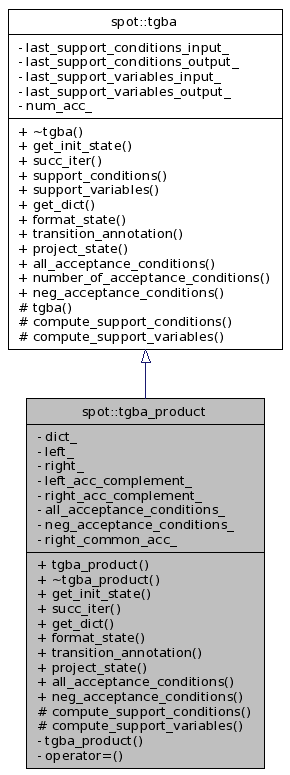 spot::tgba
- last_support_conditions_input_
- last_support_conditions_output_
- last_support_variables_input_
- last_support_variables_output_
- num_acc_
+ ~tgba()
+ get_init_state()
+ succ_iter()
+ support_conditions()
+ support_variables()
+ get_dict()
+ format_state()
+ transition_annotation()
+ project_state()
+ all_acceptance_conditions()
+ number_of_acceptance_conditions()
+ neg_acceptance_conditions()
# tgba()
# compute_support_conditions()
# compute_support_variables()
spot::tgba_product
- dict_
- left_
- right_
- left_acc_complement_
- right_acc_complement_
- all_acceptance_conditions_
- neg_acceptance_conditions_
- right_common_acc_
+ tgba_product()
+ ~tgba_product()
+ get_init_state()
+ succ_iter()
+ get_dict()
+ format_state()
+ transition_annotation()
+ project_state()
+ all_acceptance_conditions()
+ neg_acceptance_conditions()
# compute_support_conditions()
# compute_support_variables()
- tgba_product()
- operator=()